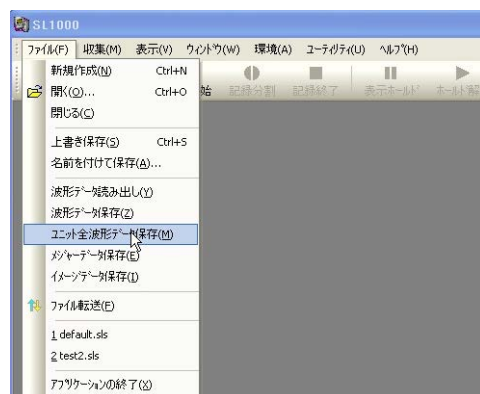 SL1000
ファイル(F) 収集(M) 表示(V) ウィンドウ(W) 環境(A) ユーティリティ(U) ヘルプ(H)
新規作成(N) Ctrl+N
開く(O)... Ctrl+O
始 記録分割 記録終了 表示ホールド ホールド解
閉じる(C)
上書き保存(S) Ctrl+S
名前を付けて保存(A)...
波形データ読み出し(Y)
波形データ保存(Z)
ユニット全波形データ保存(M)
メジャーデータ保存(E)
イメージデータ保存(I)
ファイル転送(F)
1 default.sls
2 test2.sls
アプリケーションの終了(X)